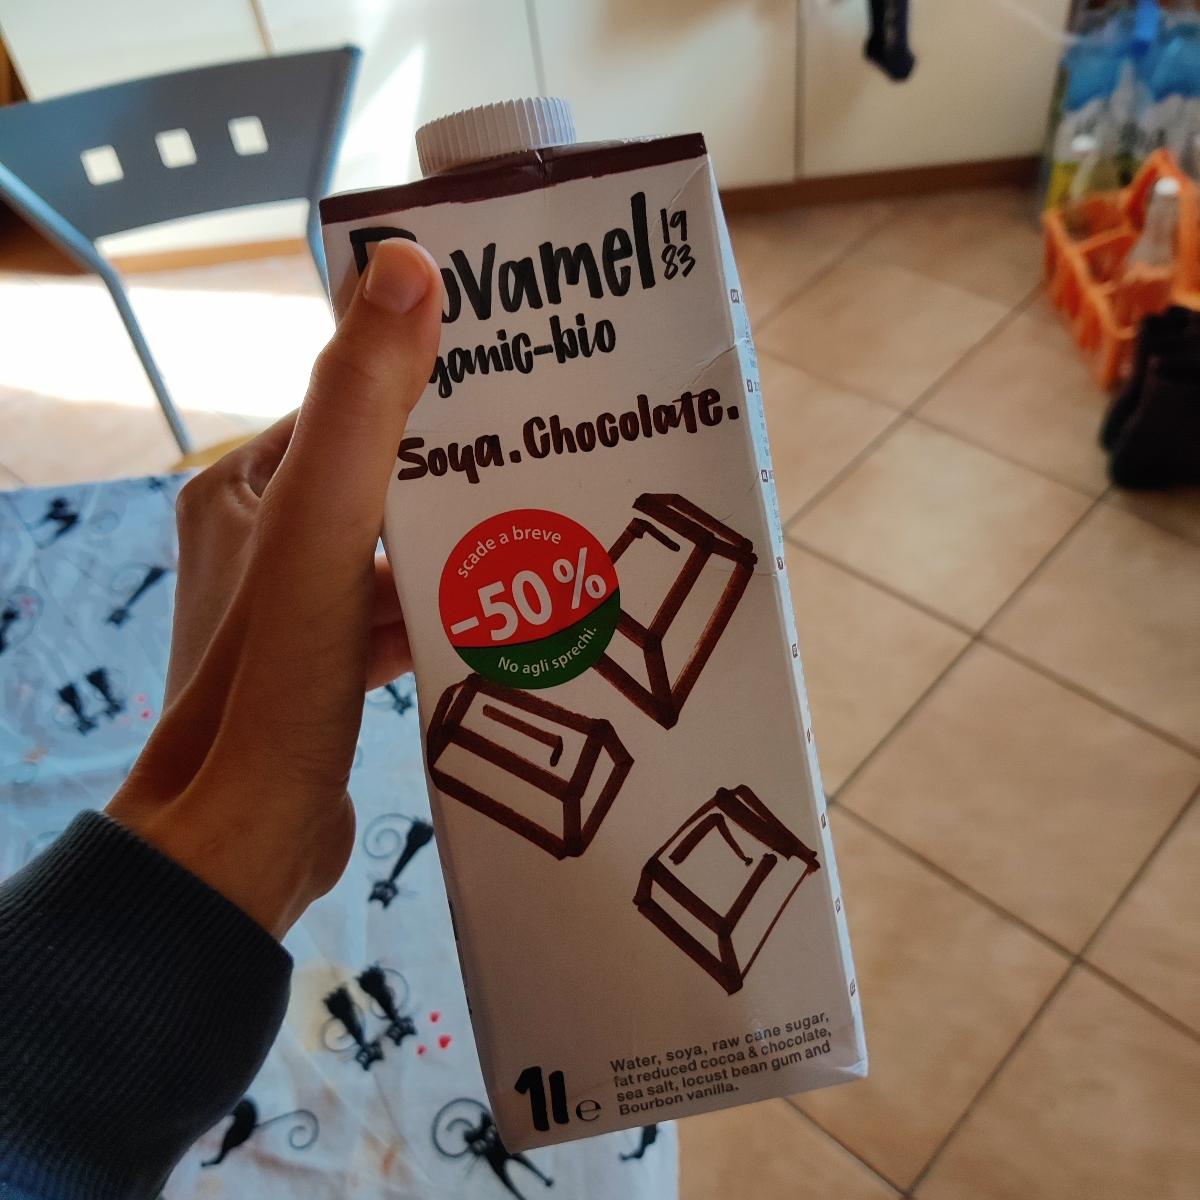 ovamel
19
83
ganic-bio
Soya. Chocolate.
scade a breve
-50%
No agli sprechi.
1l e
Water, soya, raw cane sugar,
fat reduced cocoa & chocolate,
sea salt, locust bean gum and
Bourbon vanilla.